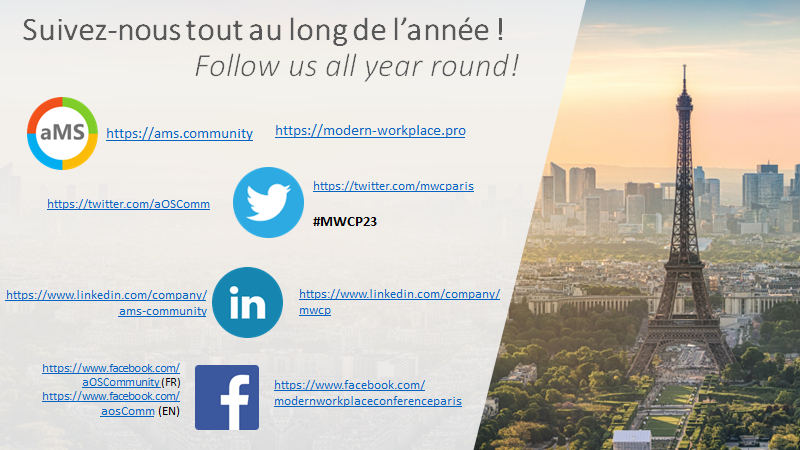 Suivez-nous tout au long de l’année !
Follow us all year round!
aMS
https://ams.community
https://modern-workplace.pro
https://twitter.com/aOSComm
https://twitter.com/mwcparis
#MWCP23
https://www.linkedin.com/company/
ams-community
in
https://www.linkedin.com/company/
mwcp
https://www.facebook.com/
aOSCommunity (FR)
https://www.facebook.com/
aosComm (EN)
f
https://www.facebook.com/
modernworkplaceconferenceparis